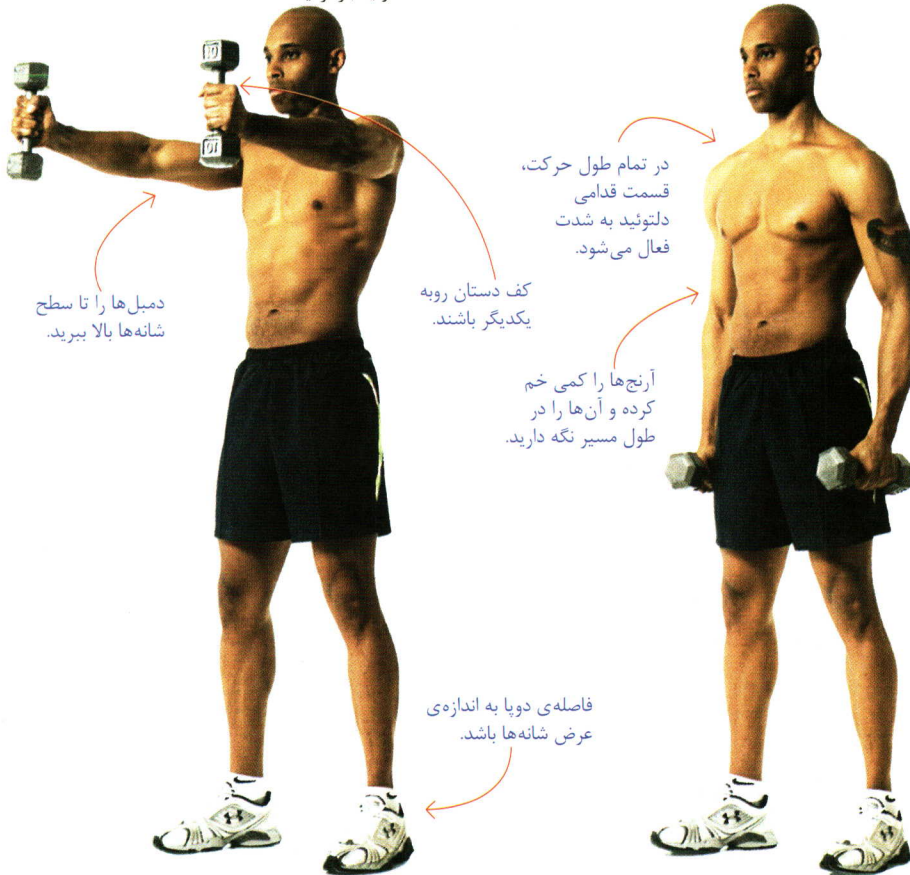 در تمام طول حرکت،
قسمت قدامی
دلتوئید به شدت
فعال می‌شود.
کف دستان روبه
یکدیگر باشند.
دمبل‌ها را تا سطح
شانه‌ها بالا ببرید.
آرنج‌ها را کمی خم
کرده و آن‌ها را در
طول مسیر نگه دارید.
فاصله‌ی دوپا به اندازه‌ی
عرض شانه‌ها باشد.
10